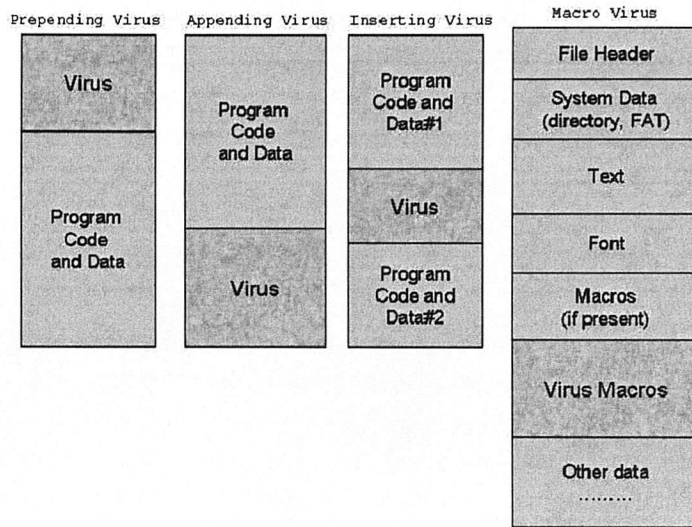 Prepending Virus
Virus
Program
Code
and Data
Appending Virus
Program
Code
and Data
Virus
Inserting Virus
Program
Code and
Data#1
Virus
Program
Code and
Data#2
Macro Virus
File Header
System Data
(directory, FAT)
Text
Font
Macros
(if present)
Virus Macros
Other data
.........